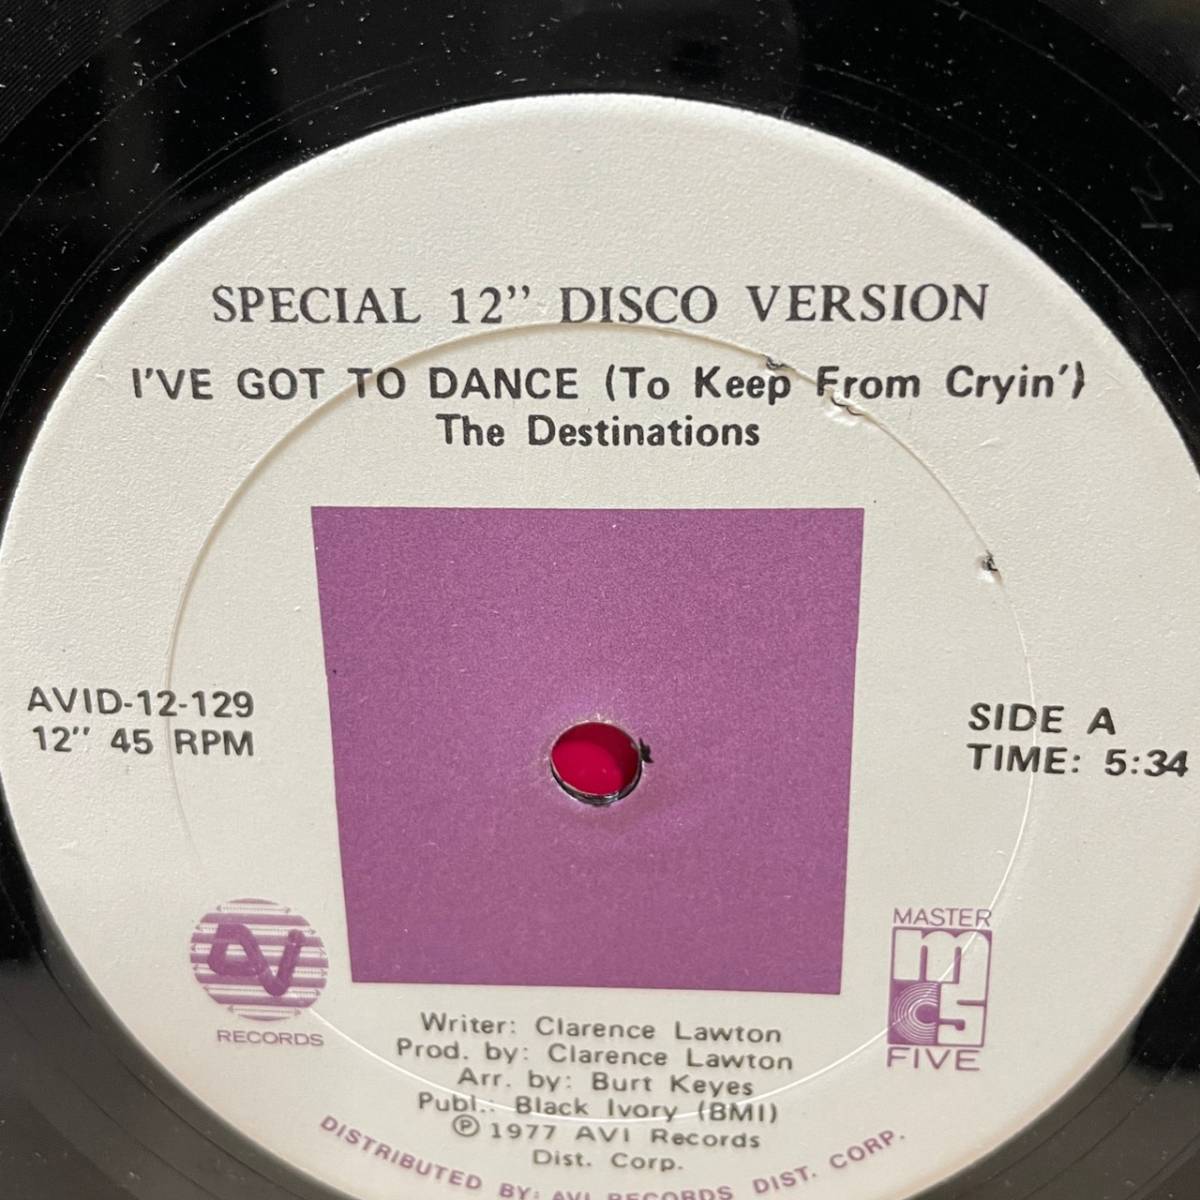 SPECIAL 12" DISCO VERSION
I'VE GOT TO DANCE (To Keep From Cryin')
The Destinations
AVID-12-129
12" 45 RPM
SIDE A
TIME: 5:34
AVI
RECORDS
MASTER
m5
FIVE
Writer: Clarence Lawton
Prod. by: Clarence Lawton
Arr. by: Burt Keyes
Publ.: Black Ivory (BMI)
℗ 1977 AVI Records
Dist. Corp.
DISTRIBUTED BY: AVI RECORDS DIST. CORP.